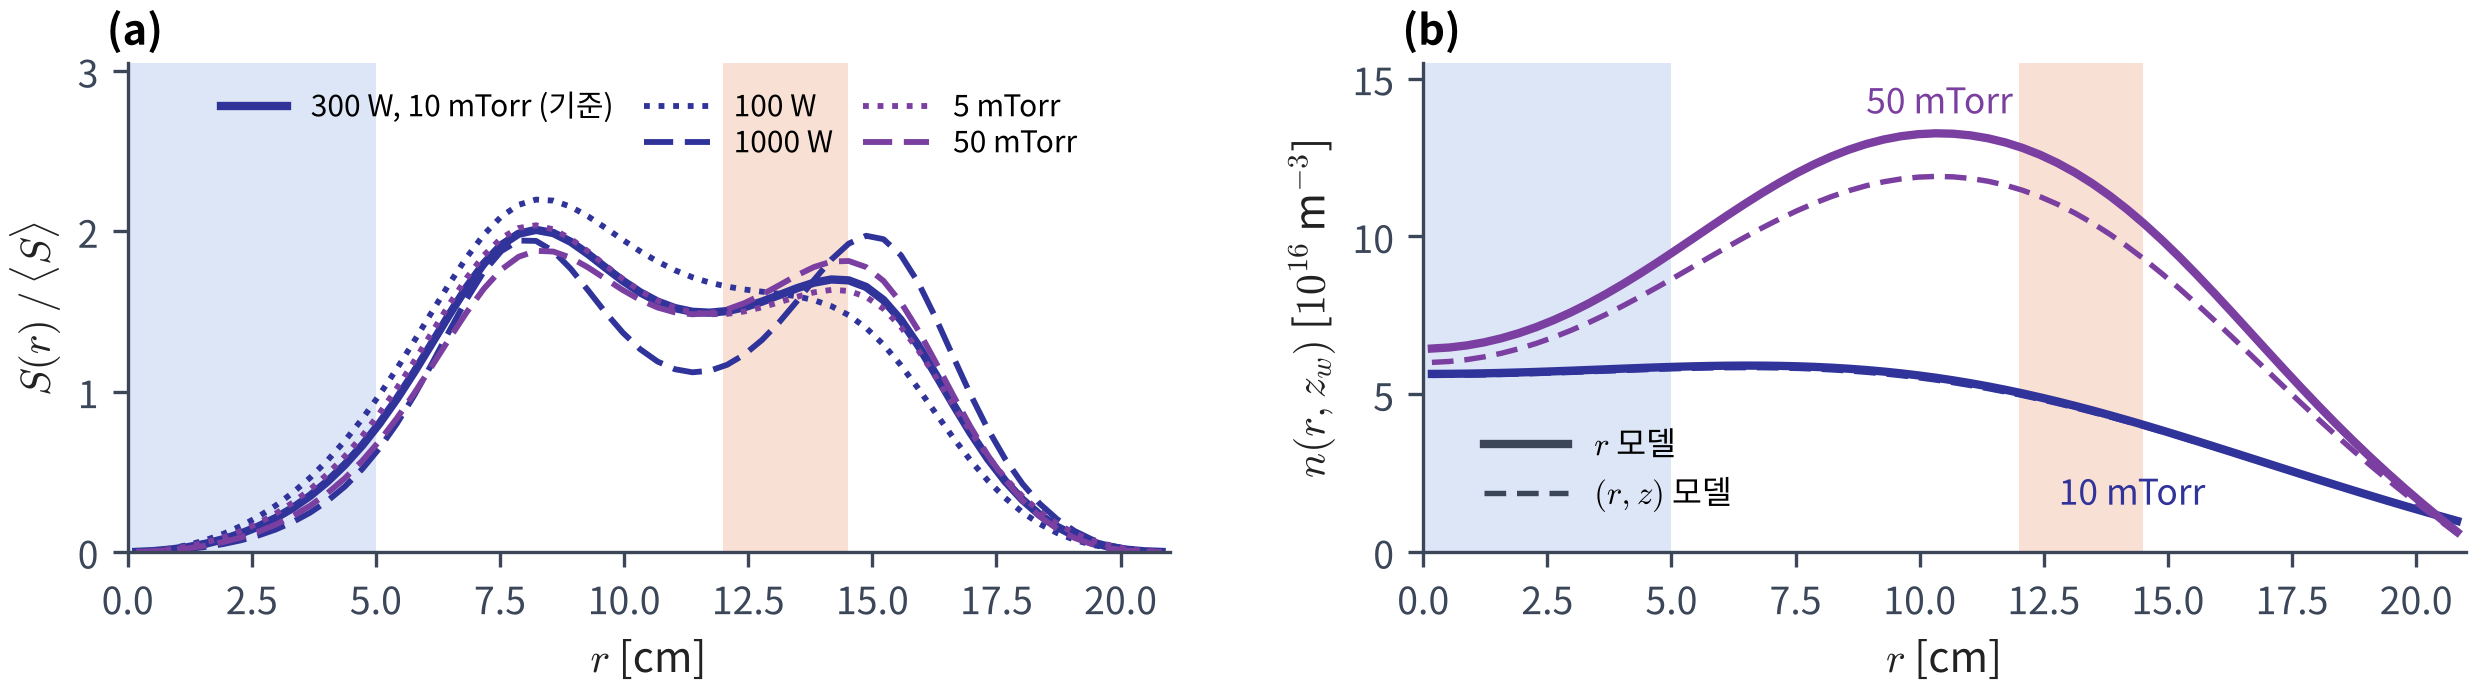 (a)
3
2
1
0
S(r) / ⟨S⟩
300 W, 10 mTorr (기준)
100 W
1000 W
5 mTorr
50 mTorr
0.0 2.5 5.0 7.5 10.0 12.5 15.0 17.5 20.0
r [cm]
(b)
15
10
5
0
n(r, z_w) [10^16 m^−3]
50 mTorr
r 모델
(r, z) 모델
10 mTorr
0.0 2.5 5.0 7.5 10.0 12.5 15.0 17.5 20.0
r [cm]